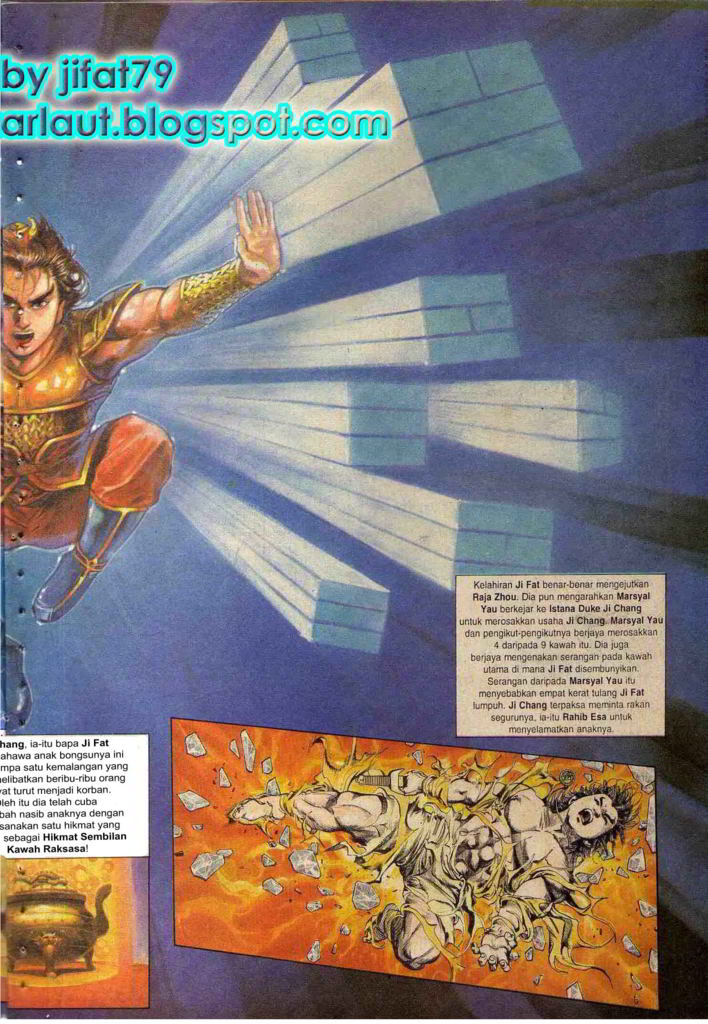 by jifat79
arlaut.blogspot.com
Kelahiran Ji Fat benar-benar mengejutkan
Raja Zhou. Dia pun mengarahkan Marsyal
Yau berkejar ke Istana Duke Ji Chang
untuk merosakkan usaha Ji Chang. Marsyal Yau
dan pengikut-pengikutnya berjaya merosakkan
4 daripada 9 kawah itu. Dia juga
berjaya mengenakan serangan pada kawah
utama di mana Ji Fat disembunyikan.
Serangan daripada Marsyal Yau itu
menyebabkan empat kerat tulang Ji Fat
lumpuh. Ji Chang terpaksa meminta rakan
segurunya, ia-itu Rahib Esa untuk
menyelamatkan anaknya.
hang, ia-itu bapa Ji Fat
ahawa anak bongsunya ini
mpa satu kemalangan yang
elibatkan beribu-ribu orang
yat turut menjadi korban.
leh itu dia telah cuba
bah nasib anaknya dengan
sanakan satu hikmat yang
sebagai Hikmat Sembilan
Kawah Raksasa!